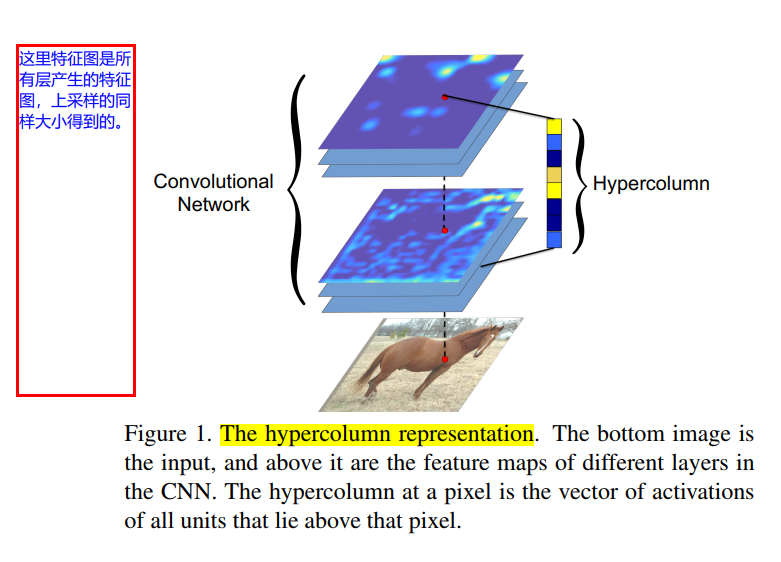 这里特征图是所
有层产生的特征
图，上采样的同
样大小得到的。
Convolutional
Network
Hypercolumn
Figure 1. The hypercolumn representation. The bottom image is
the input, and above it are the feature maps of different layers in
the CNN. The hypercolumn at a pixel is the vector of activations
of all units that lie above that pixel.